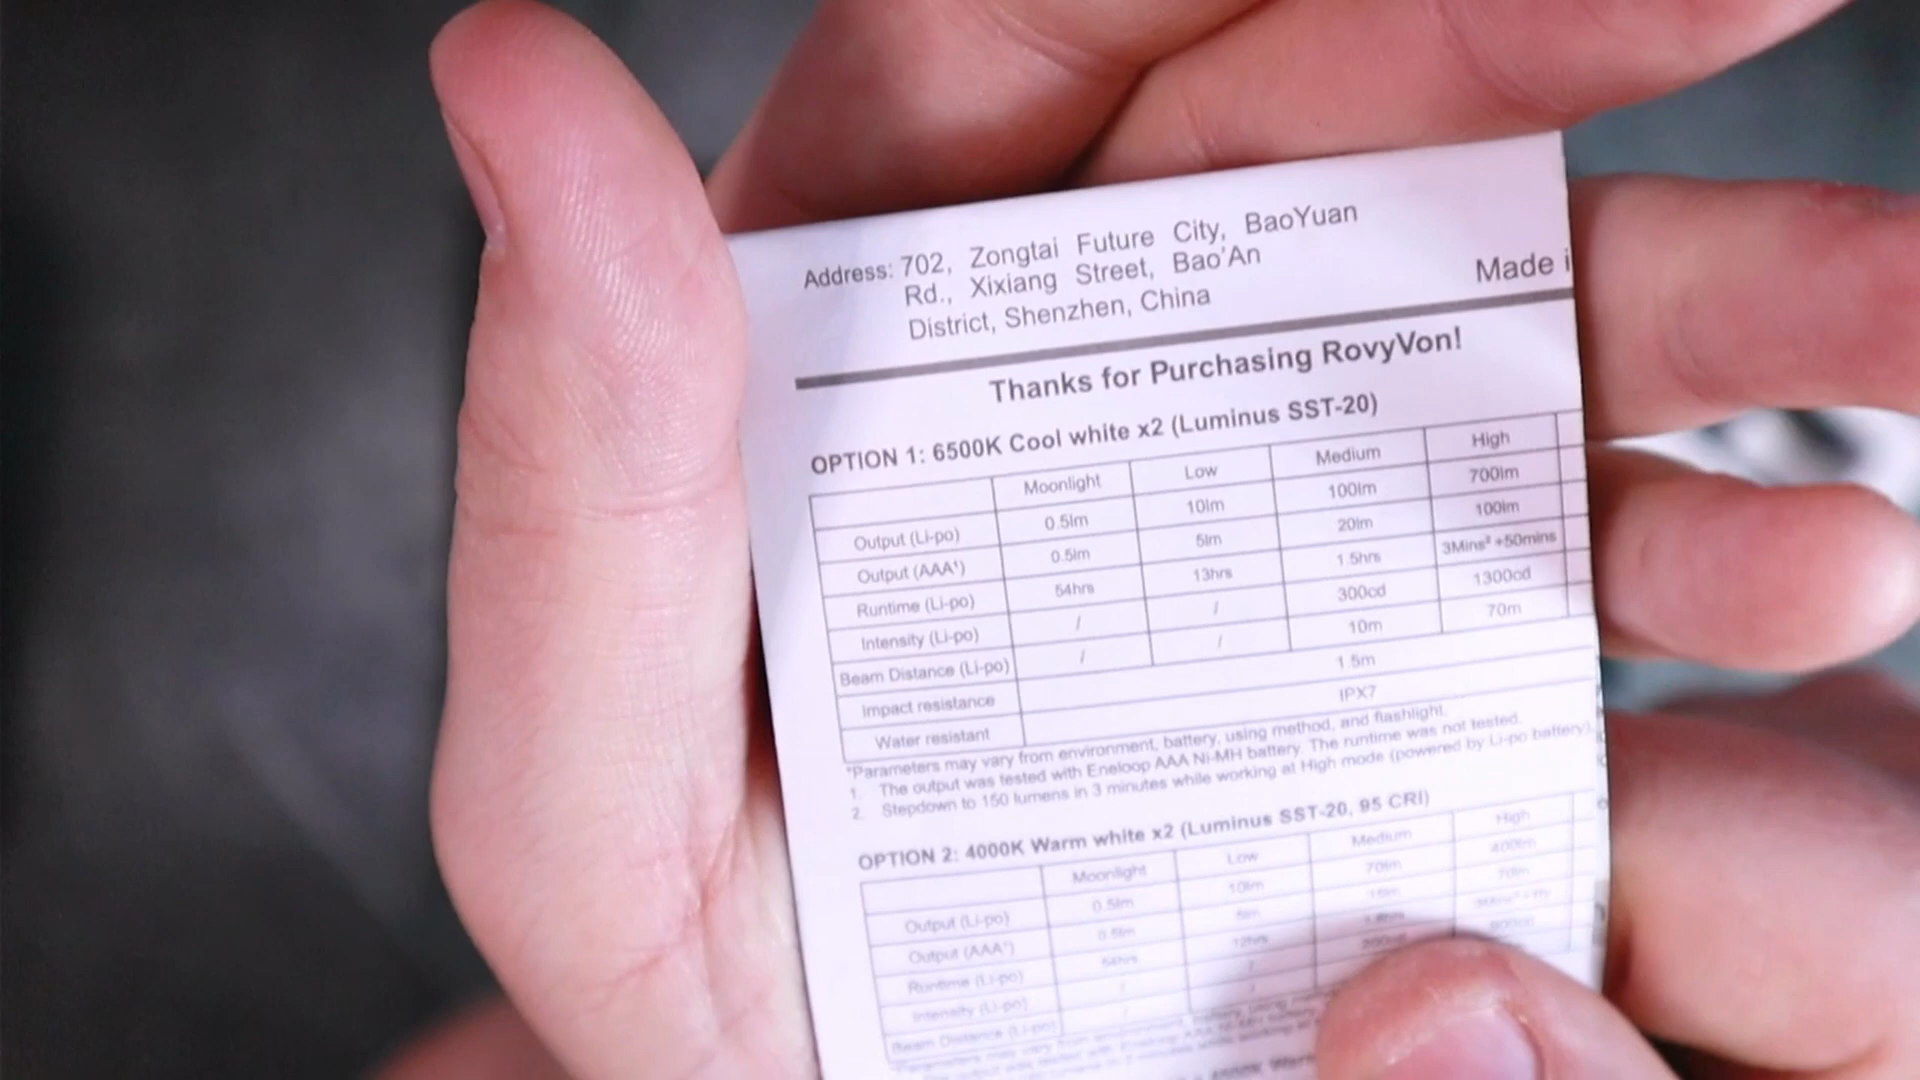 Address: 702, Zongtai Future City, BaoYuan
Rd., Xixiang Street, Bao'An
District, Shenzhen, China
Made i
Thanks for Purchasing RovyVon!
OPTION 1: 6500K Cool white x2 (Luminus SST-20)
Moonlight Low Medium High
Output (Li-po) 0.5lm 10lm 100lm 700lm
Output (AAA¹) 0.5lm 5lm 20lm 100lm
Runtime (Li-po) 54hrs 13hrs 1.5hrs 3Mins² +50mins
Intensity (Li-po) / / 300cd 1300cd
Beam Distance (Li-po) / / 10m 70m
Impact resistance 1.5m
Water resistant IPX7
*Parameters may vary from environment, battery, using method, and flashlight.
1. The output was tested with Eneloop AAA Ni-MH battery. The runtime was not tested.
2. Stepdown to 150 lumens in 3 minutes while working at High mode (powered by Li-po battery).
OPTION 2: 4000K Warm white x2 (Luminus SST-20, 95 CRI)
Moonlight Low Medium High
Output (Li-po) 0.5lm 10lm 70lm 400lm
Output (AAA¹) 0.5lm 5lm
Runtime (Li-po) 54hrs
Intensity (Li-po) /
Beam Distance (Li-po) /